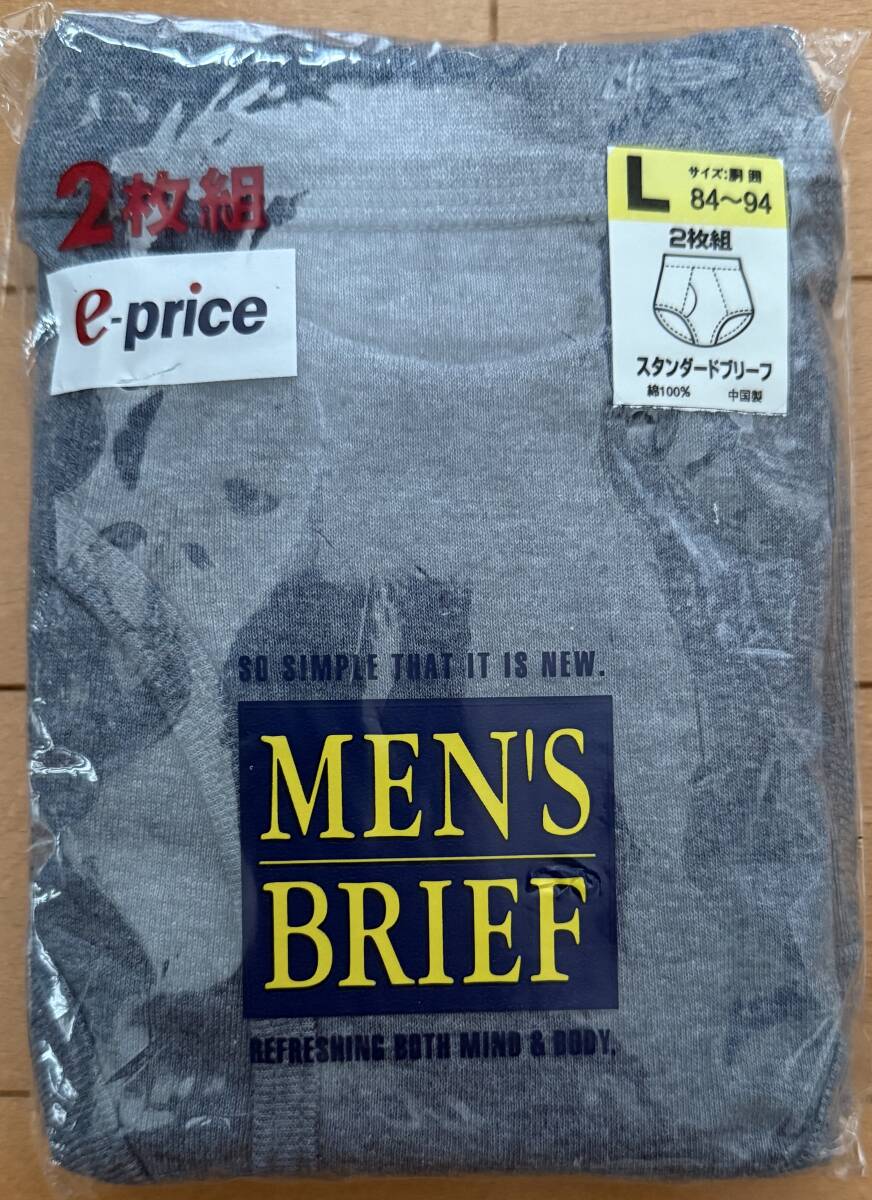 2枚組
e-price
L
サイズ:胴囲
84〜94
2枚組
スタンダードブリーフ
綿100% 中国製
SO SIMPLE THAT IT IS NEW.
MEN'S
BRIEF
REFRESHING BOTH MIND & BODY.